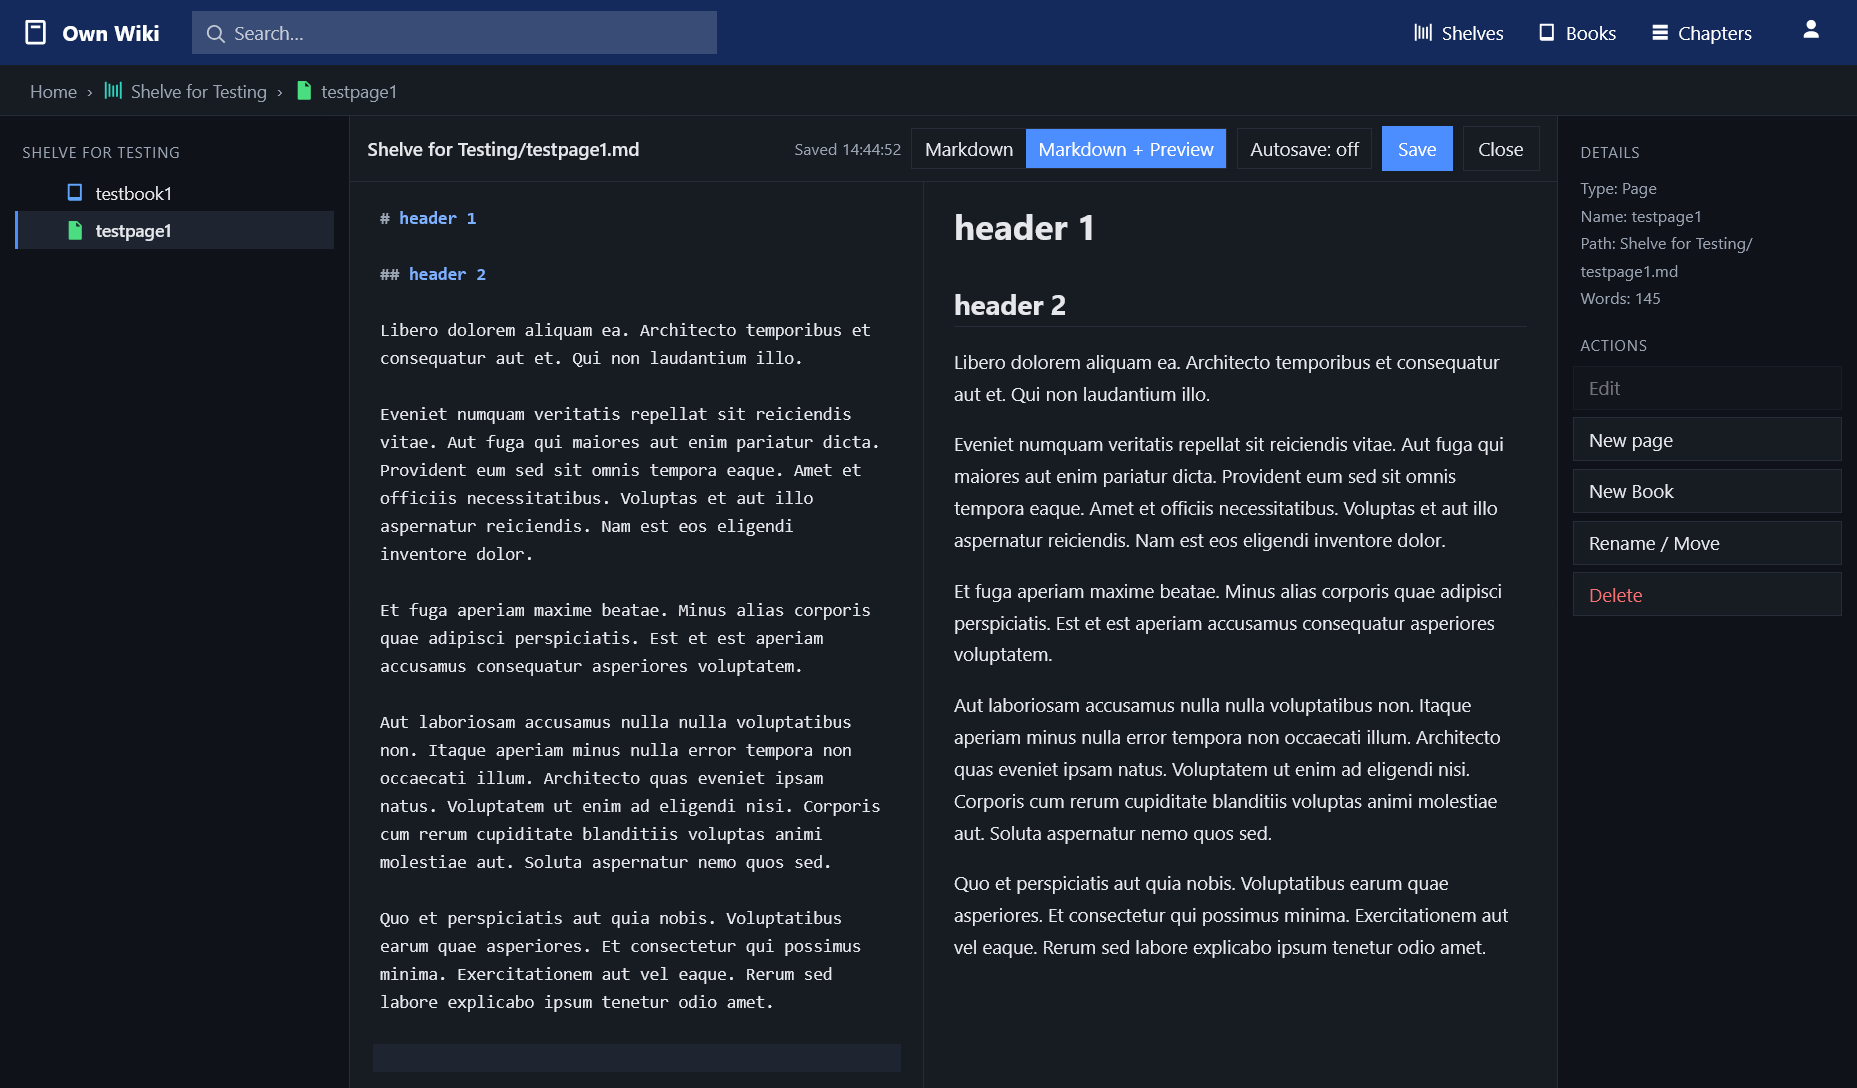 Own Wiki
Search...
Shelves
Books
Chapters
Home › Shelve for Testing › testpage1
SHELVE FOR TESTING
testbook1
testpage1
Shelve for Testing/testpage1.md
Saved 14:44:52
Markdown
Markdown + Preview
Autosave: off
Save
Close
# header 1
## header 2
Libero dolorem aliquam ea. Architecto temporibus et
consequatur aut et. Qui non laudantium illo.
Eveniet numquam veritatis repellat sit reiciendis
vitae. Aut fuga qui maiores aut enim pariatur dicta.
Provident eum sed sit omnis tempora eaque. Amet et
officiis necessitatibus. Voluptas et aut illo
aspernatur reiciendis. Nam est eos eligendi
inventore dolor.
Et fuga aperiam maxime beatae. Minus alias corporis
quae adipisci perspiciatis. Est et est aperiam
accusamus consequatur asperiores voluptatem.
Aut laboriosam accusamus nulla nulla voluptatibus
non. Itaque aperiam minus nulla error tempora non
occaecati illum. Architecto quas eveniet ipsam
natus. Voluptatem ut enim ad eligendi nisi. Corporis
cum rerum cupiditate blanditiis voluptas animi
molestiae aut. Soluta aspernatur nemo quos sed.
Quo et perspiciatis aut quia nobis. Voluptatibus
earum quae asperiores. Et consectetur qui possimus
minima. Exercitationem aut vel eaque. Rerum sed
labore explicabo ipsum tenetur odio amet.
header 1
header 2
Libero dolorem aliquam ea. Architecto temporibus et consequatur
aut et. Qui non laudantium illo.
Eveniet numquam veritatis repellat sit reiciendis vitae. Aut fuga qui
maiores aut enim pariatur dicta. Provident eum sed sit omnis
tempora eaque. Amet et officiis necessitatibus. Voluptas et aut illo
aspernatur reiciendis. Nam est eos eligendi inventore dolor.
Et fuga aperiam maxime beatae. Minus alias corporis quae adipisci
perspiciatis. Est et est aperiam accusamus consequatur asperiores
voluptatem.
Aut laboriosam accusamus nulla nulla voluptatibus non. Itaque
aperiam minus nulla error tempora non occaecati illum. Architecto
quas eveniet ipsam natus. Voluptatem ut enim ad eligendi nisi.
Corporis cum rerum cupiditate blanditiis voluptas animi molestiae
aut. Soluta aspernatur nemo quos sed.
Quo et perspiciatis aut quia nobis. Voluptatibus earum quae
asperiores. Et consectetur qui possimus minima. Exercitationem aut
vel eaque. Rerum sed labore explicabo ipsum tenetur odio amet.
DETAILS
Type: Page
Name: testpage1
Path: Shelve for Testing/
testpage1.md
Words: 145
ACTIONS
Edit
New page
New Book
Rename / Move
Delete